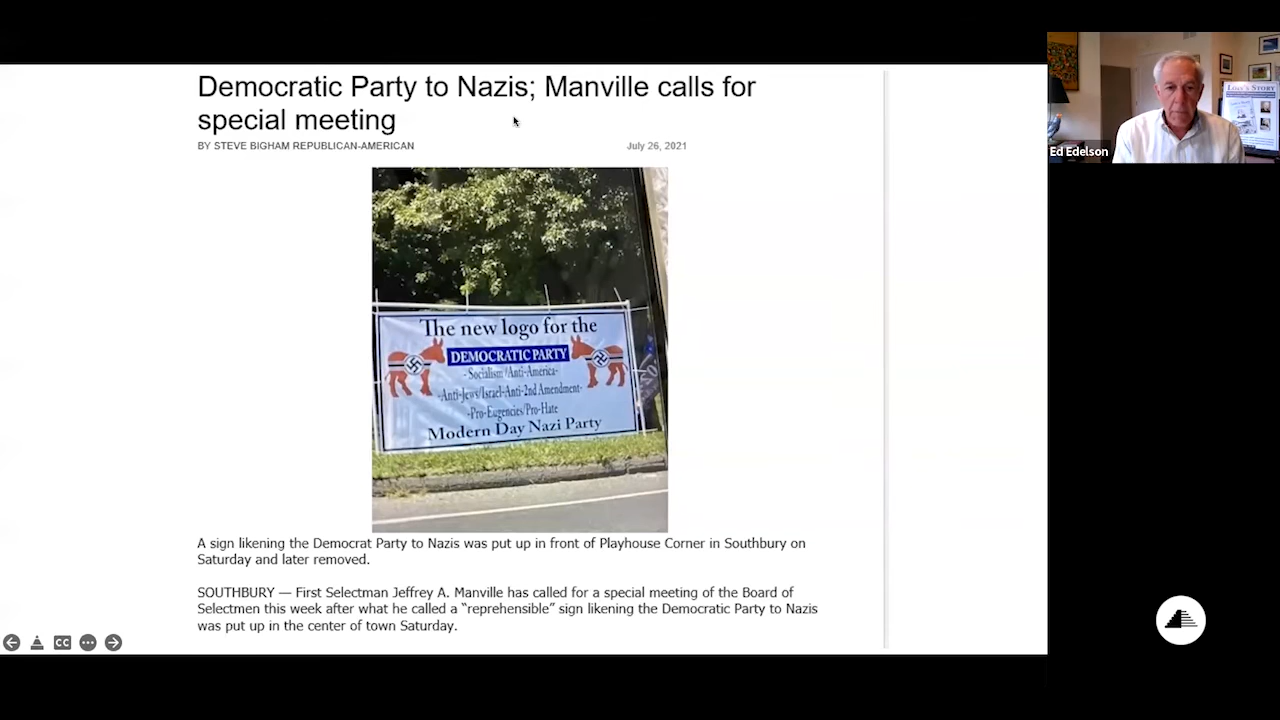 Democratic Party to Nazis; Manville calls for
special meeting
BY STEVE BIGHAM REPUBLICAN-AMERICAN
July 26, 2021
The new logo for the
DEMOCRATIC PARTY
-Socialism/Anti-America-
-Anti-Jews/Israel-Anti-2nd Amendment-
-Pro-Eugencies/Pro-Hate
Modern Day Nazi Party
A sign likening the Democrat Party to Nazis was put up in front of Playhouse Corner in Southbury on
Saturday and later removed.
SOUTHBURY — First Selectman Jeffrey A. Manville has called for a special meeting of the Board of
Selectmen this week after what he called a “reprehensible” sign likening the Democratic Party to Nazis
was put up in the center of town Saturday.
CC
STORY
Ed Edelson